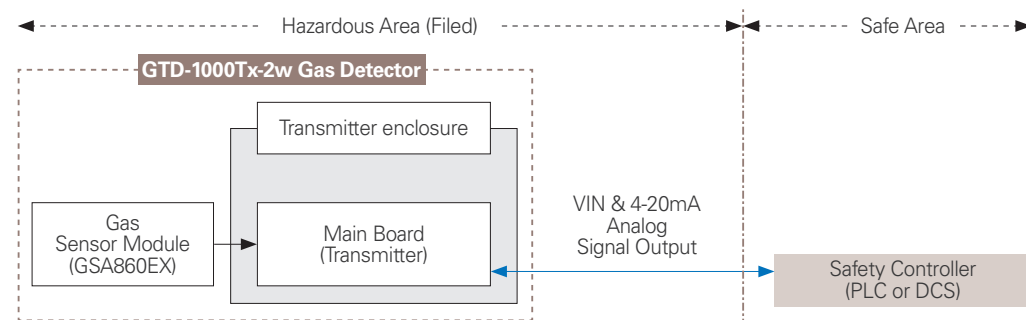 Hazardous Area (Filed)
Safe Area
GTD-1000Tx-2w Gas Detector
Transmitter enclosure
Gas
Sensor Module
(GSA860EX)
Main Board
(Transmitter)
VIN & 4-20mA
Analog
Signal Output
Safety Controller
(PLC or DCS)